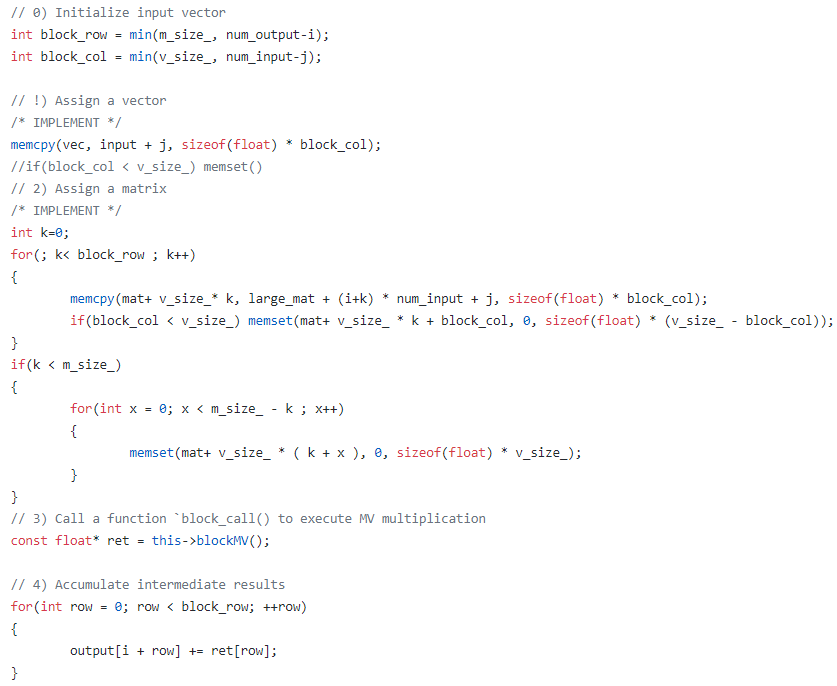 // 0) Initialize input vector
int block_row = min(m_size_, num_output-i);
int block_col = min(v_size_, num_input-j);

// !) Assign a vector
/* IMPLEMENT */
memcpy(vec, input + j, sizeof(float) * block_col);
//if(block_col < v_size_) memset()
// 2) Assign a matrix
/* IMPLEMENT */
int k=0;
for(; k< block_row ; k++)
{
        memcpy(mat+ v_size_* k, large_mat + (i+k) * num_input + j, sizeof(float) * block_col);
        if(block_col < v_size_) memset(mat+ v_size_ * k + block_col, 0, sizeof(float) * (v_size_ - block_col));
}
if(k < m_size_)
{
        for(int x = 0; x < m_size_ - k ; x++)
        {
                memset(mat+ v_size_ * ( k + x ), 0, sizeof(float) * v_size_);
        }
}
// 3) Call a function `block_call() to execute MV multiplication
const float* ret = this->blockMV();

// 4) Accumulate intermediate results
for(int row = 0; row < block_row; ++row)
{
        output[i + row] += ret[row];
}